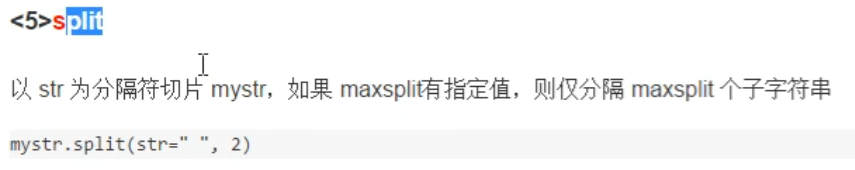 <5>split
以 str 为分隔符切片 mystr，如果 maxsplit有指定值，则仅分隔 maxsplit 个子字符串
mystr.split(str=" ", 2)